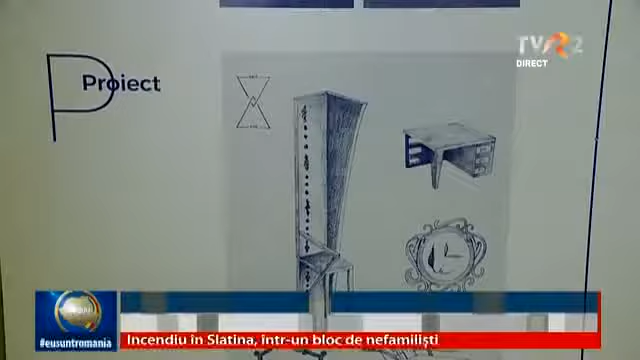 TVR2
DIRECT
Proiect
#eusuntromania
Incendiu în Slatina, într-un bloc de nefamiliști